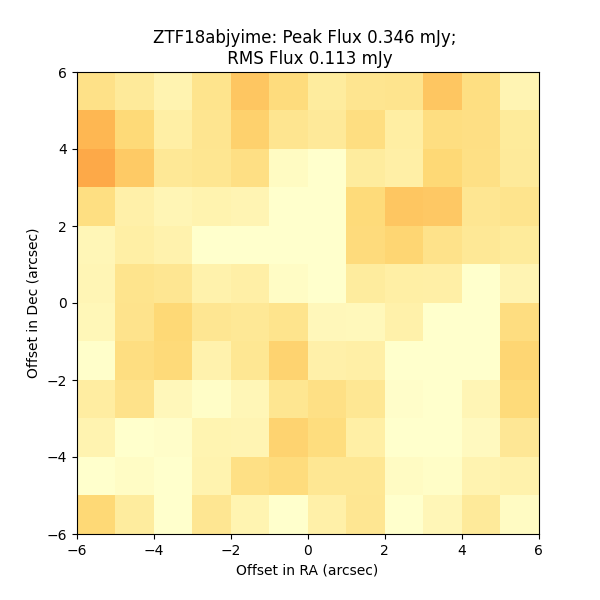 ZTF18abjyime: Peak Flux 0.346 mJy;
RMS Flux 0.113 mJy
6
4
2
0
−2
−4
−6
Offset in Dec (arcsec)
−6 −4 −2 0 2 4 6
Offset in RA (arcsec)